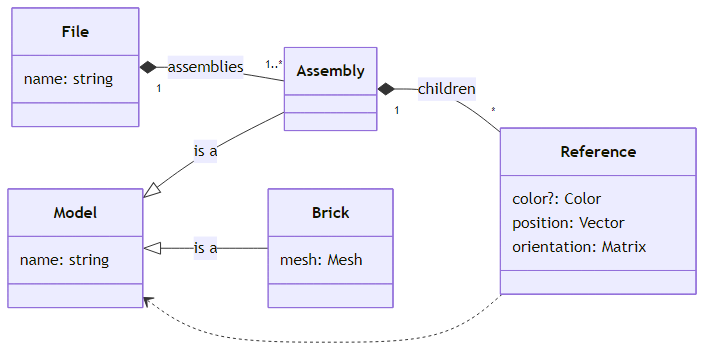 File
name: string
assemblies
1
1..*
Assembly
children
1
*
is a
Reference
color?: Color
position: Vector
orientation: Matrix
Model
name: string
is a
Brick
mesh: Mesh